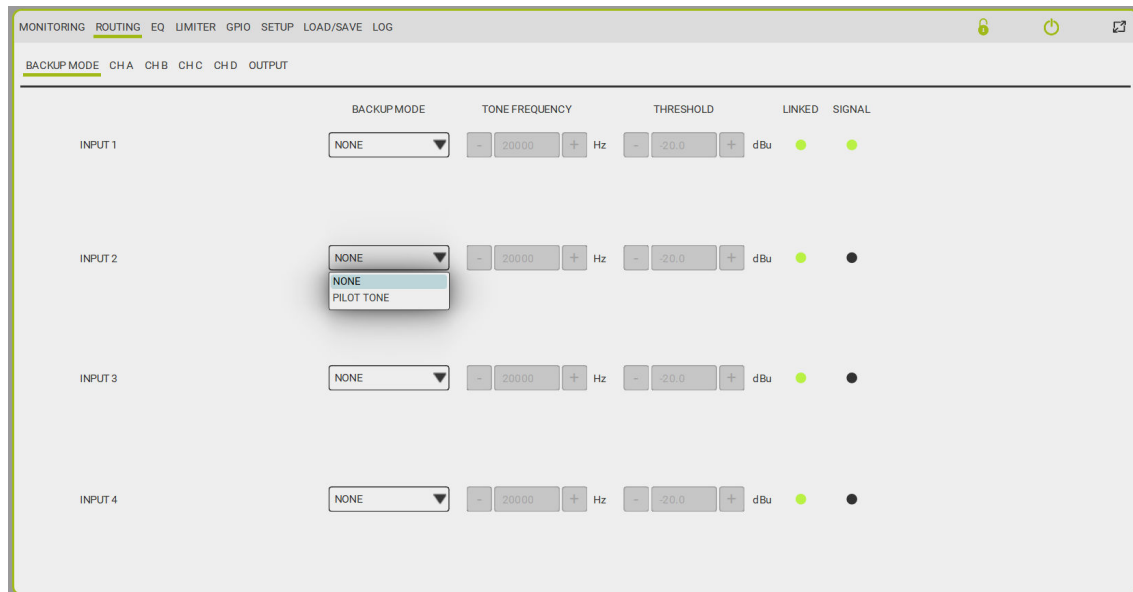 MONITORING ROUTING EQ LIMITER GPIO SETUP LOAD/SAVE LOG
BACKUP MODE CH A CH B CH C CH D OUTPUT
BACKUP MODE TONE FREQUENCY THRESHOLD LINKED SIGNAL
INPUT 1 NONE - 20000 + Hz - -20.0 + dBu
INPUT 2 NONE - 20000 + Hz - -20.0 + dBu
NONE
PILOT TONE
INPUT 3 NONE - 20000 + Hz - -20.0 + dBu
INPUT 4 NONE - 20000 + Hz - -20.0 + dBu